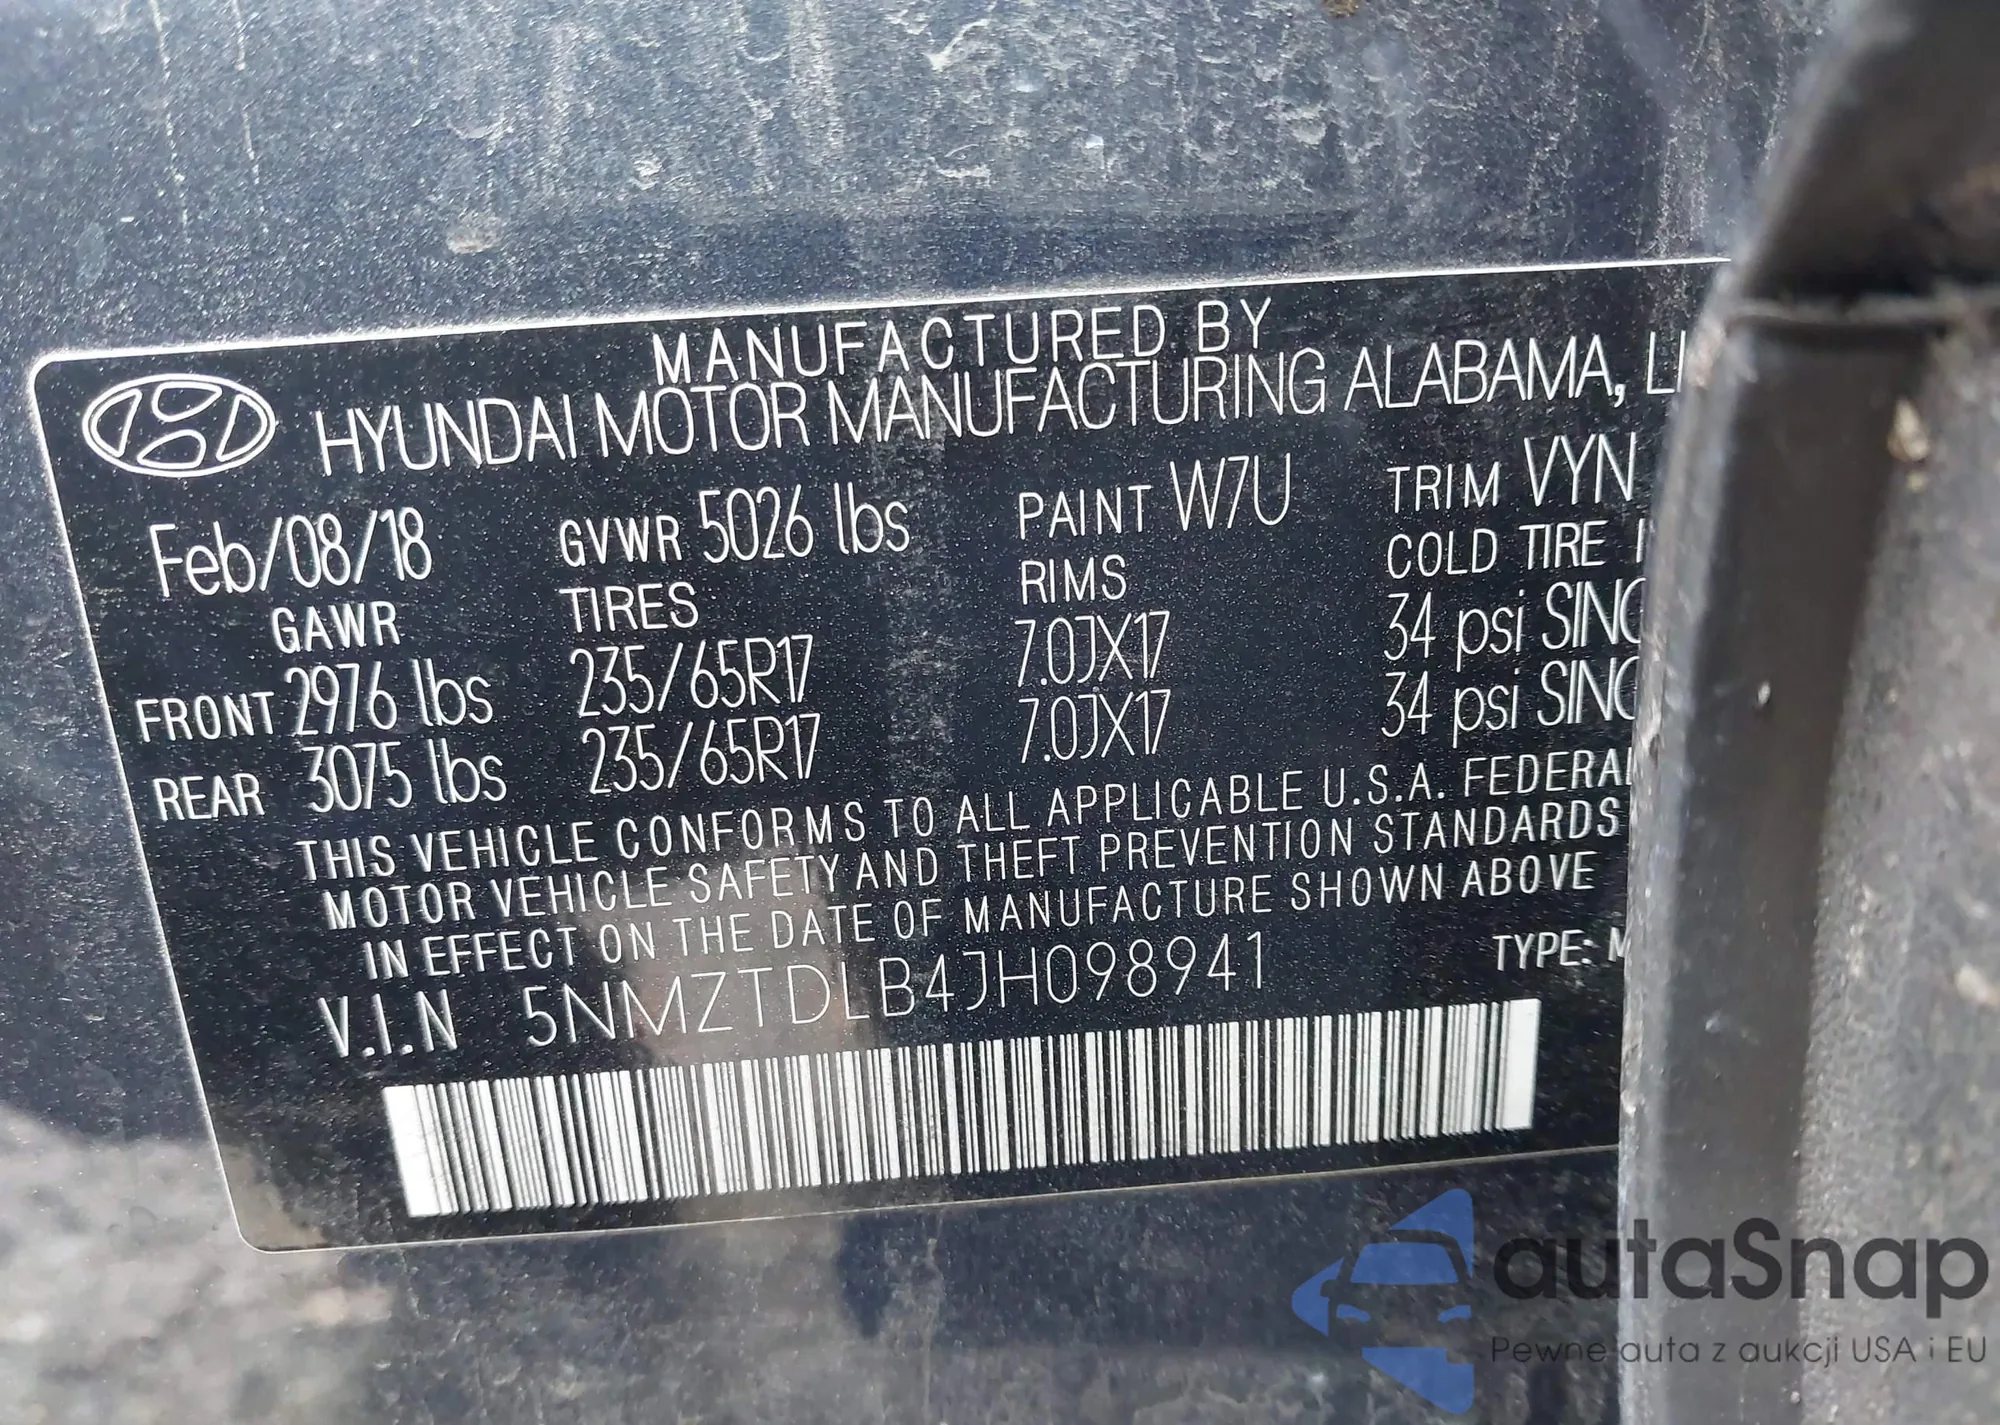 MANUFACTURED BY
HYUNDAI MOTOR MANUFACTURING ALABAMA,
Feb/08/18 GVWR 5026 lbs PAINT W7U TRIM VYN
GAWR TIRES RIMS COLD TIRE
FRONT 2976 lbs 235/65R17 7.0JX17 34 psi
REAR 3075 lbs 235/65R17 7.0JX17 34 psi
THIS VEHICLE CONFORMS TO ALL APPLICABLE U.S.A.
MOTOR VEHICLE SAFETY AND THEFT PREVENTION STANDARDS
IN EFFECT ON THE DATE OF MANUFACTURE SHOWN ABOVE
V.I.N 5NMZTDLB4JH098941 TYPE:
autaSnap
Pewne auta z aukcji USA i EU